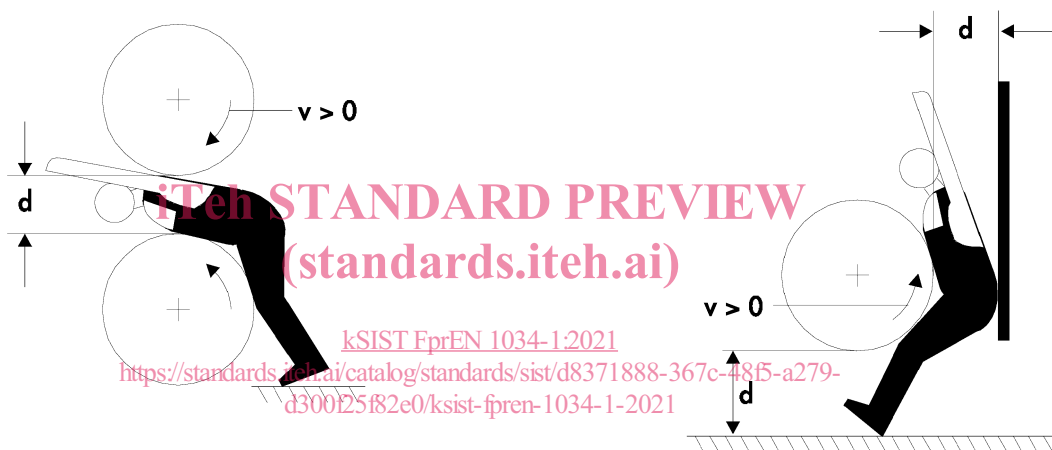 d
v > 0
d
iTeh STANDARD PREVIEW
(standards.iteh.ai)
v > 0
kSIST FprEN 1034-1:2021
https://standards.iteh.ai/catalog/standards/sist/d8371888-367c-48f5-a279-
d300f25f82e0/ksist-fpren-1034-1-2021
d